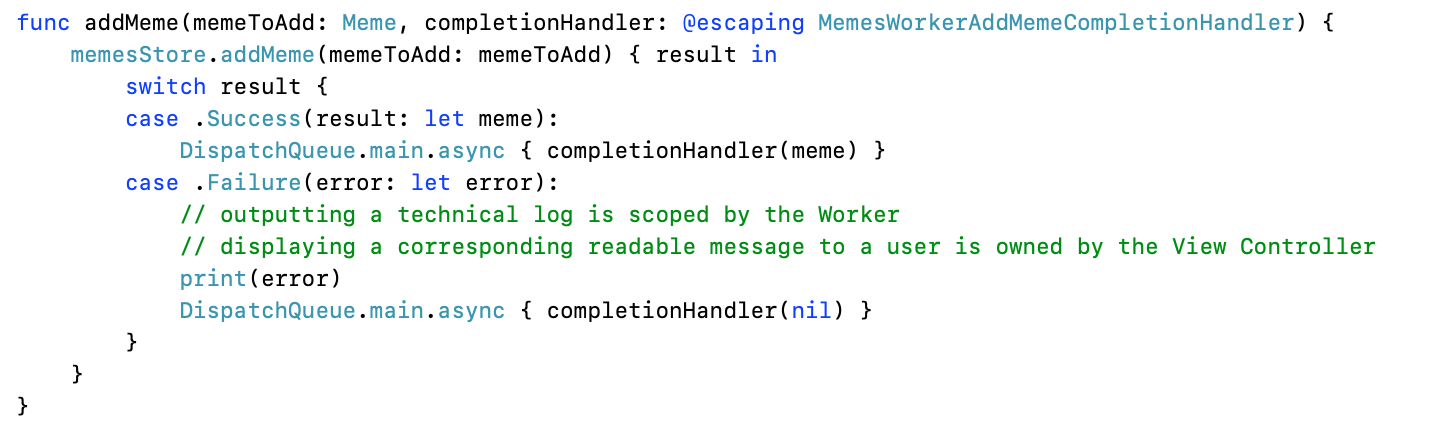 func addMeme(memeToAdd: Meme, completionHandler: @escaping MemesWorkerAddMemeCompletionHandler) {
    memesStore.addMeme(memeToAdd: memeToAdd) { result in
        switch result {
        case .Success(result: let meme):
            DispatchQueue.main.async { completionHandler(meme) }
        case .Failure(error: let error):
            // outputting a technical log is scoped by the Worker
            // displaying a corresponding readable message to a user is owned by the View Controller
            print(error)
            DispatchQueue.main.async { completionHandler(nil) }
        }
    }
}